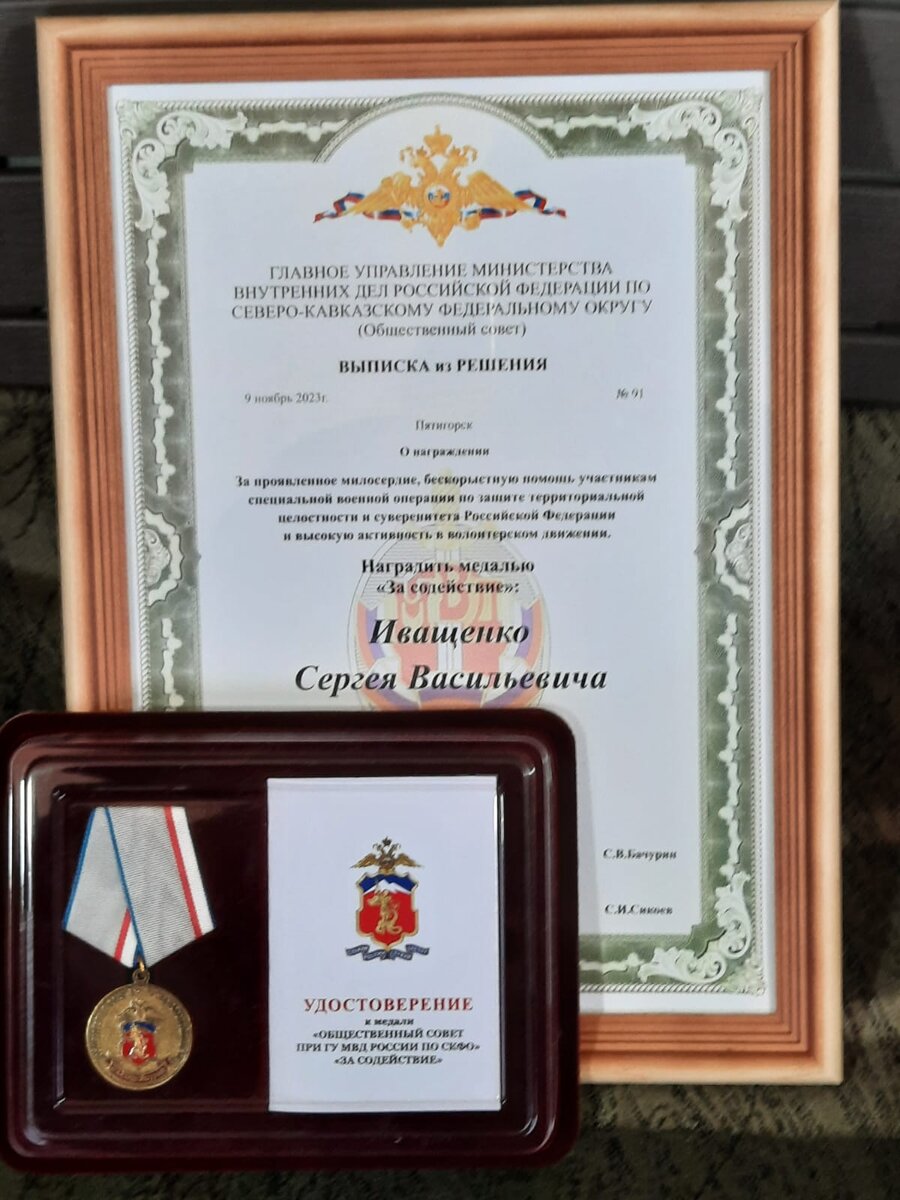 ГЛАВНОЕ УПРАВЛЕНИЕ МИНИСТЕРСТВА
ВНУТРЕННИХ ДЕЛ РОССИЙСКОЙ ФЕДЕРАЦИИ ПО
СЕВЕРО-КАВКАЗСКОМУ ФЕДЕРАЛЬНОМУ ОКРУГУ
(Общественный совет)
ВЫПИСКА из РЕШЕНИЯ
9 ноябрь 2023г. № 91
Пятигорск
О награждении
За проявленное милосердие, бескорыстную помощь участникам
специальной военной операции по защите территориальной
целостности и суверенитета Российской Федерации
и высокую активность в волонтерском движении.
Наградить медалью
«За содействие»:
МВД
Иващенко
Сергея Васильевича
С.В.Бачурин
С.И.Сикоев
УДОСТОВЕРЕНИЕ
к медали
«ОБЩЕСТВЕННЫЙ СОВЕТ
ПРИ ГУ МВД РОССИИ ПО СКФО»
«ЗА СОДЕЙСТВИЕ»